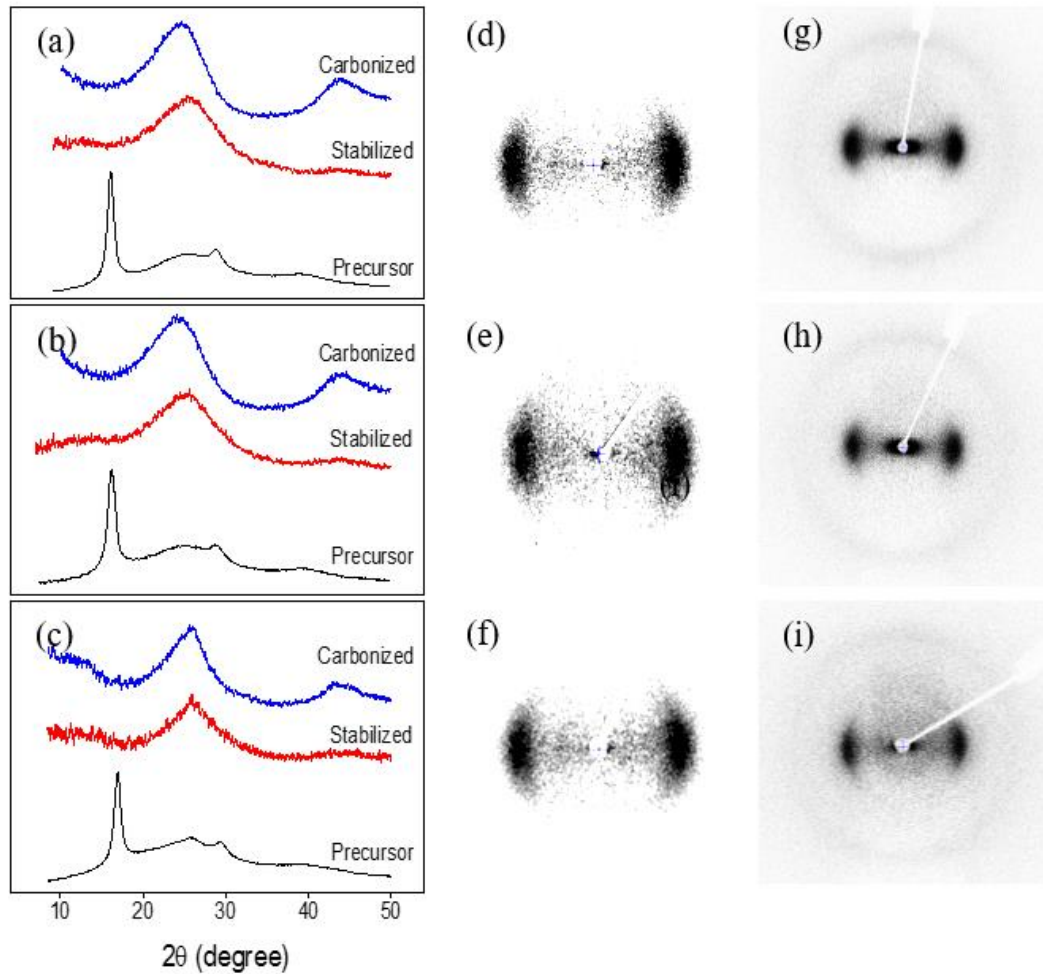 (a)
Carbonized
Stabilized
Precursor
(b)
Carbonized
Stabilized
Precursor
(c)
Carbonized
Stabilized
Precursor
10 20 30 40 50
2θ (degree)
(d)
(e)
(f)
(g)
(h)
(i)